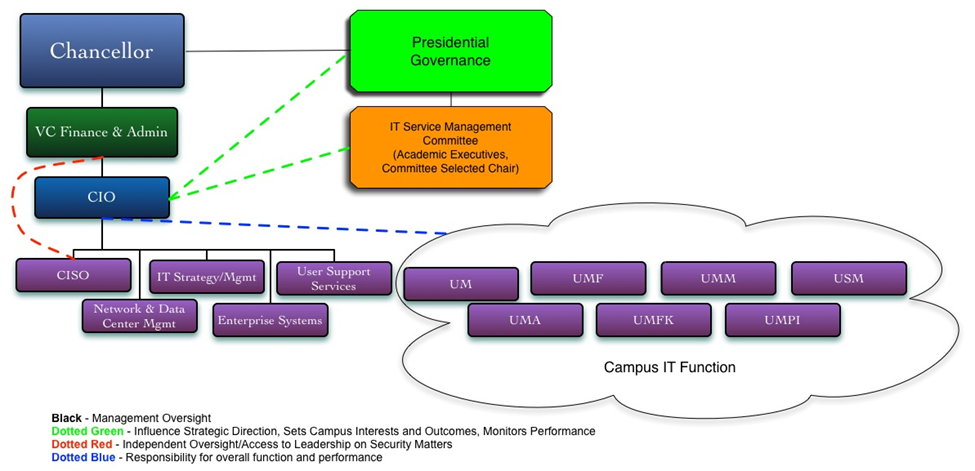 Chancellor
Presidential
Governance
VC Finance & Admin
IT Service Management
Committee
(Academic Executives,
Committee Selected Chair)
CIO
CISO
IT Strategy/Mgmt
User Support
Services
Network & Data
Center Mgmt
Enterprise Systems
UM
UMF
UMM
USM
UMA
UMFK
UMPI
Campus IT Function
Black - Management Oversight
Dotted Green - Influence Strategic Direction, Sets Campus Interests and Outcomes, Monitors Performance
Dotted Red - Independent Oversight/Access to Leadership on Security Matters
Dotted Blue - Responsibility for overall function and performance